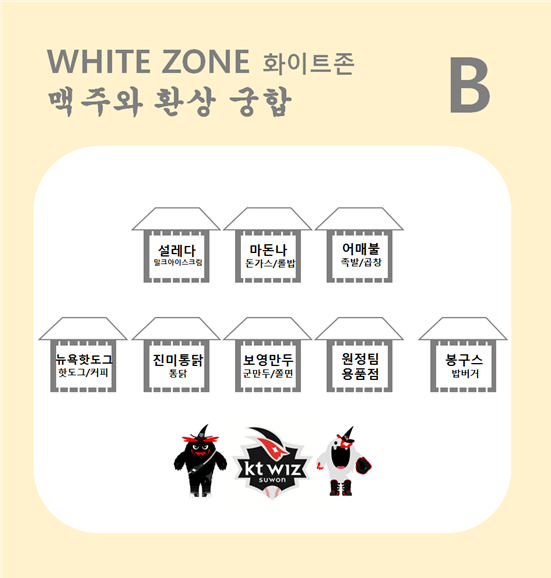 WHITE ZONE 화이트존
맥주와 환상 궁합
B
설레다
밀크아이스크림
마돈나
돈가스/롤밥
어매불
족발/곱창
뉴욕핫도그
핫도그/커피
진미통닭
통닭
보영만두
군만두/쫄면
원정팀
용품점
봉구스
밥버거
kt wiz
suwon